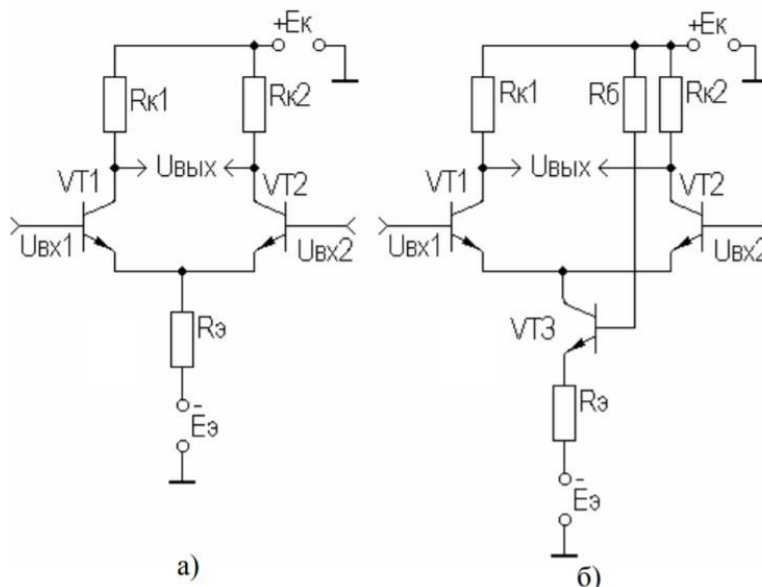 +Eк
+Eк
Rк1
Rк2
Rк1
Rб
Rк2
VT1
Uвых
VT2
VT1
Uвых
VT2
Uвх1
Uвх2
Uвх1
Uвх2
Rэ
VT3
-
Eэ
Rэ
-
Eэ
а)
б)